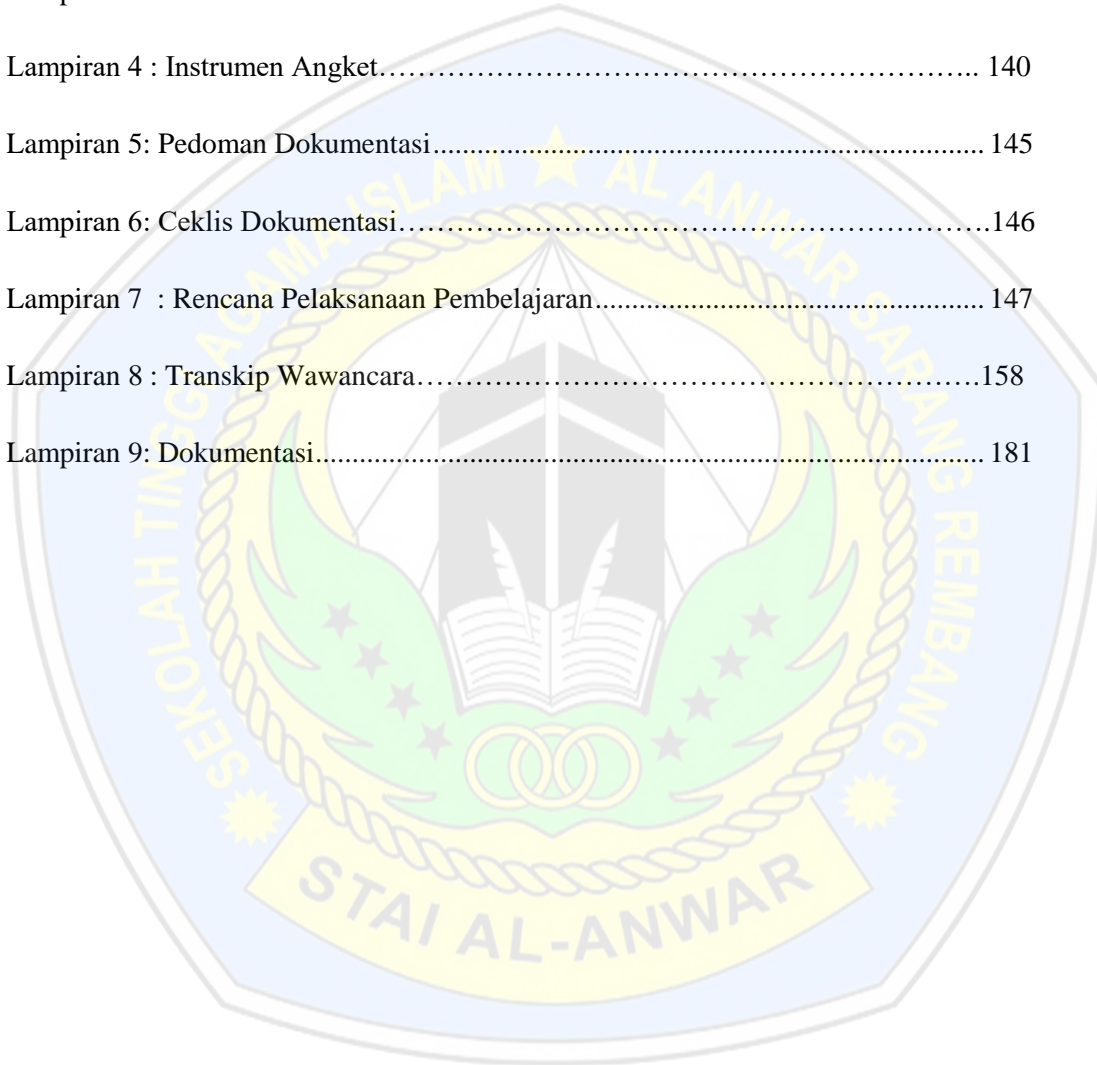 Lampiran 4 : Instrumen Angket………………………………………………………….. 140
Lampiran 5: Pedoman Dokumentasi............................................................................ 145
Lampiran 6: Ceklis Dokumentasi…………………………………………………………….146
Lampiran 7  : Rencana Pelaksanaan Pembelajaran..................................................... 147
Lampiran 8 : Transkip Wawancara………………………………………………………….158
Lampiran 9: Dokumentasi............................................................................................ 181
SEKOLAH TINGGI AGAMA ISLAM AL ANWAR SARANG REMBANG
STAI AL-ANWAR